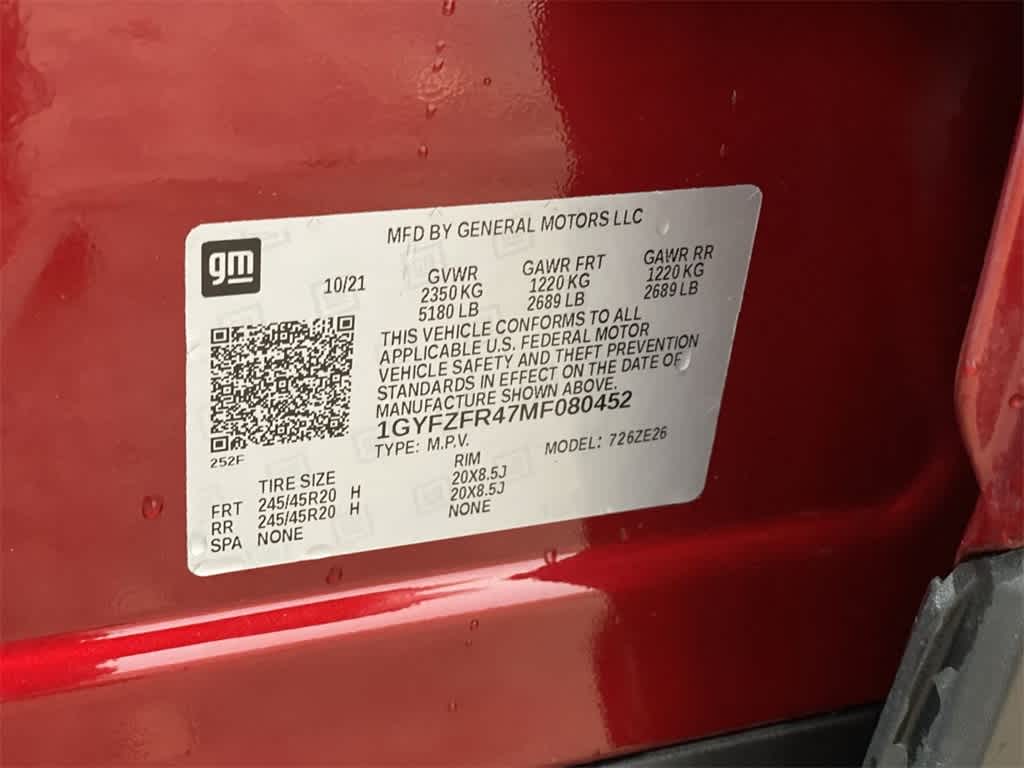 MFD BY GENERAL MOTORS LLC
gm
10/21
GVWR GAWR FRT GAWR RR
2350 KG 1220 KG 1220 KG
5180 LB 2689 LB 2689 LB
THIS VEHICLE CONFORMS TO ALL
APPLICABLE U.S. FEDERAL MOTOR
VEHICLE SAFETY AND THEFT PREVENTION
STANDARDS IN EFFECT ON THE DATE OF
MANUFACTURE SHOWN ABOVE.
1GYFZFR47MF080452
TYPE: M.P.V. MODEL: 726ZE26
252F
TIRE SIZE RIM
FRT 245/45R20 H 20X8.5J
RR 245/45R20 H 20X8.5J
SPA NONE NONE